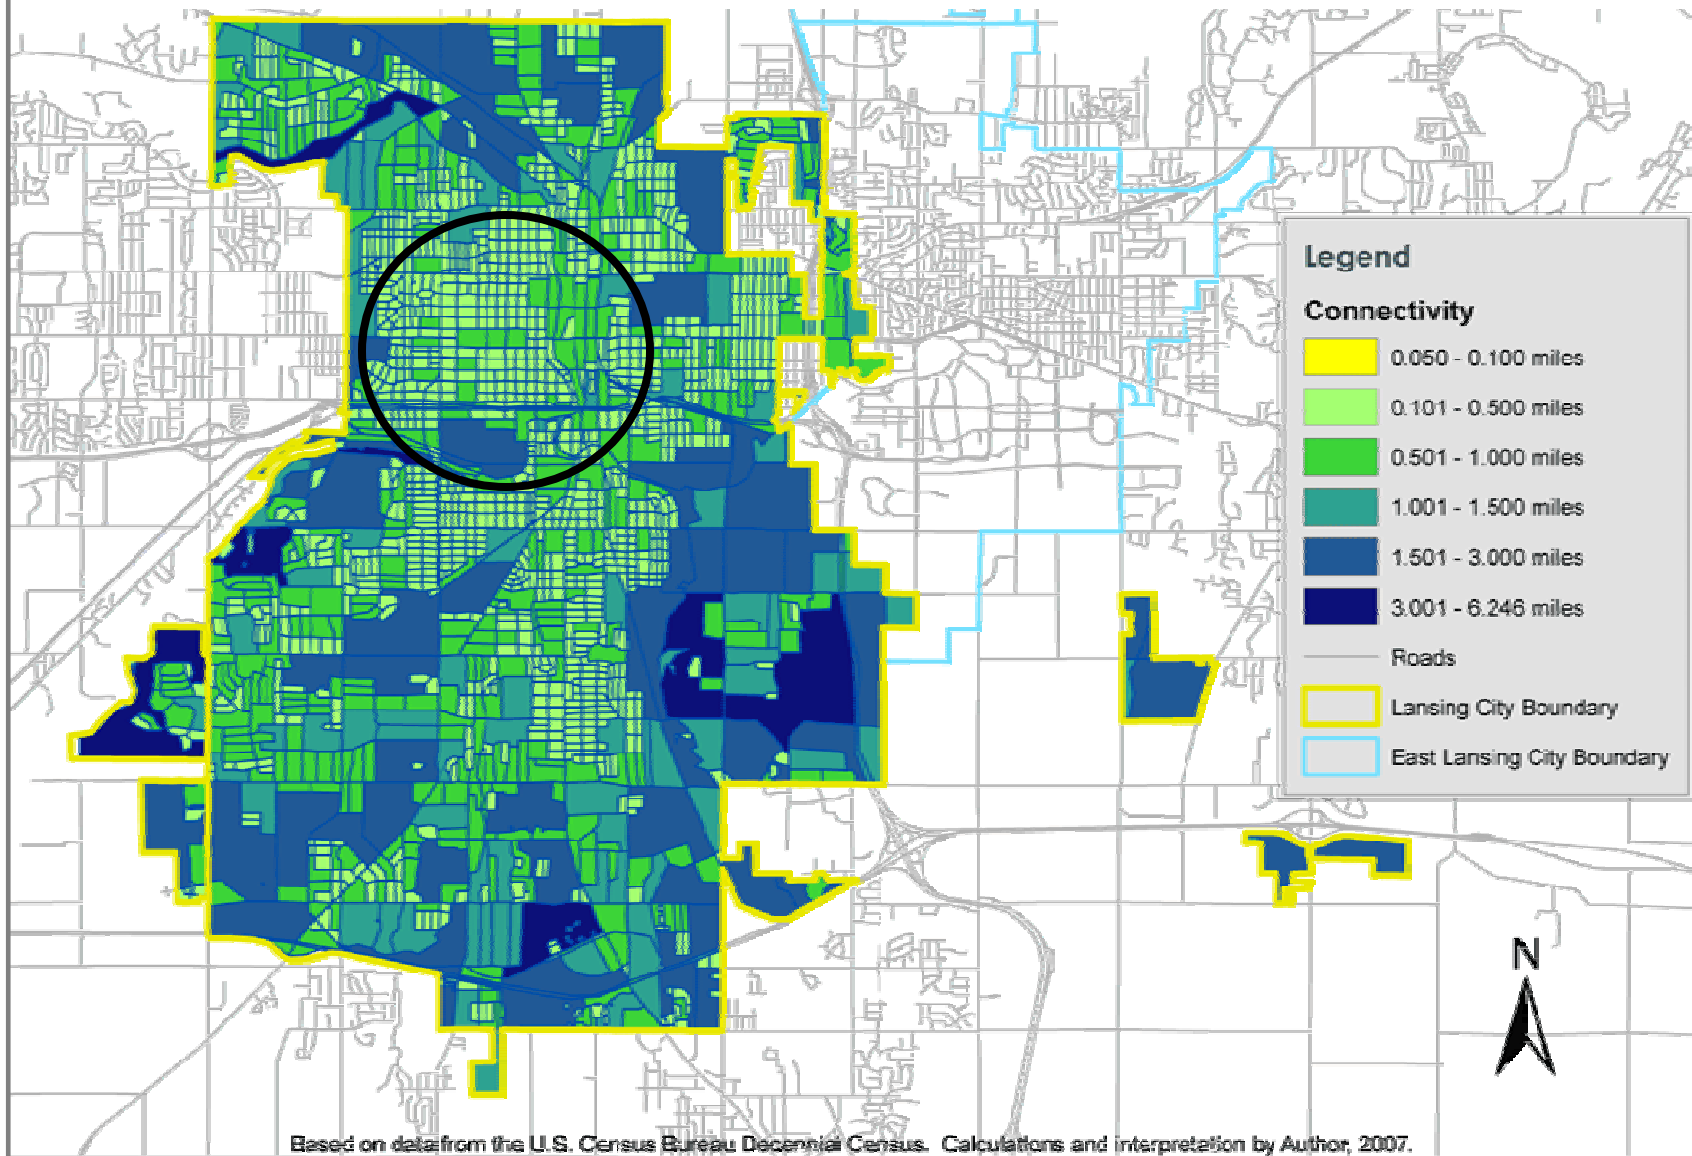 Legend
Connectivity
0.050 - 0.100 miles
0.101 - 0.500 miles
0.501 - 1.000 miles
1.001 - 1.500 miles
1.501 - 3.000 miles
3.001 - 6.246 miles
Roads
Lansing City Boundary
East Lansing City Boundary
N
Based on data from the U.S. Census Bureau Decennial Census. Calculations and interpretation by Author, 2007.